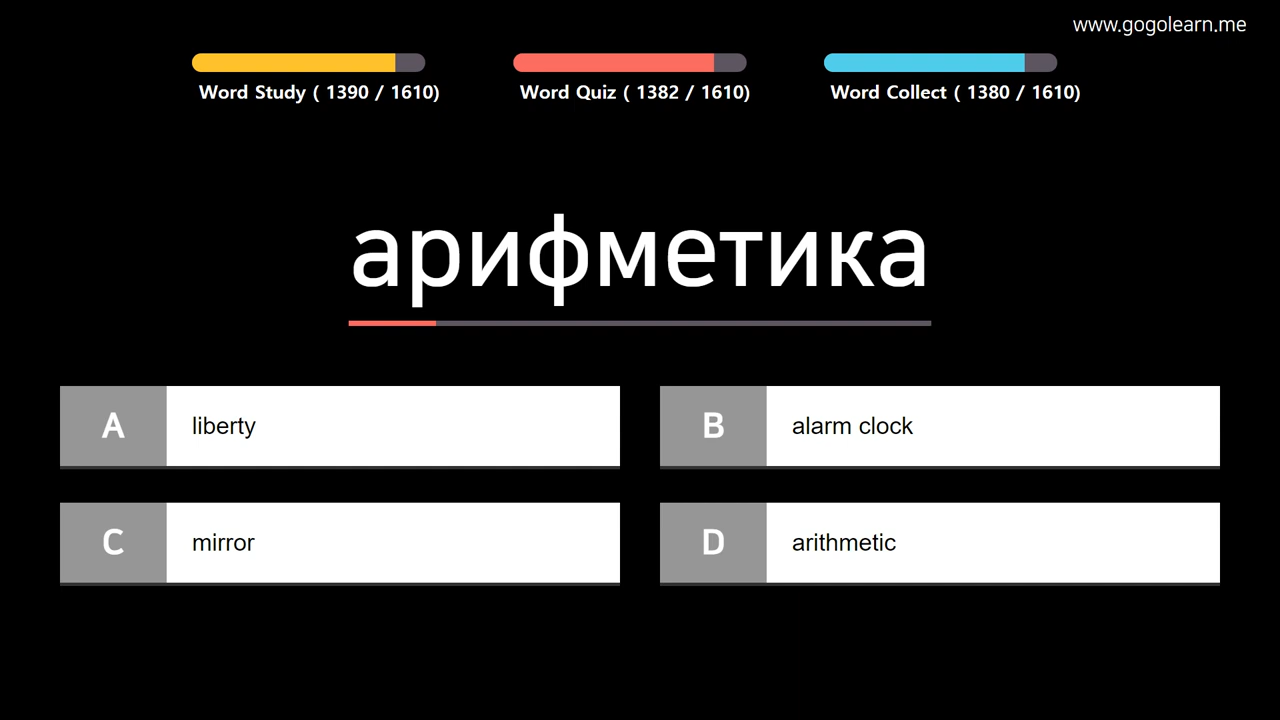 www.gogolearn.me
Word Study ( 1390 / 1610)
Word Quiz ( 1382 / 1610)
Word Collect ( 1380 / 1610)
арифметика
A liberty
B alarm clock
C mirror
D arithmetic